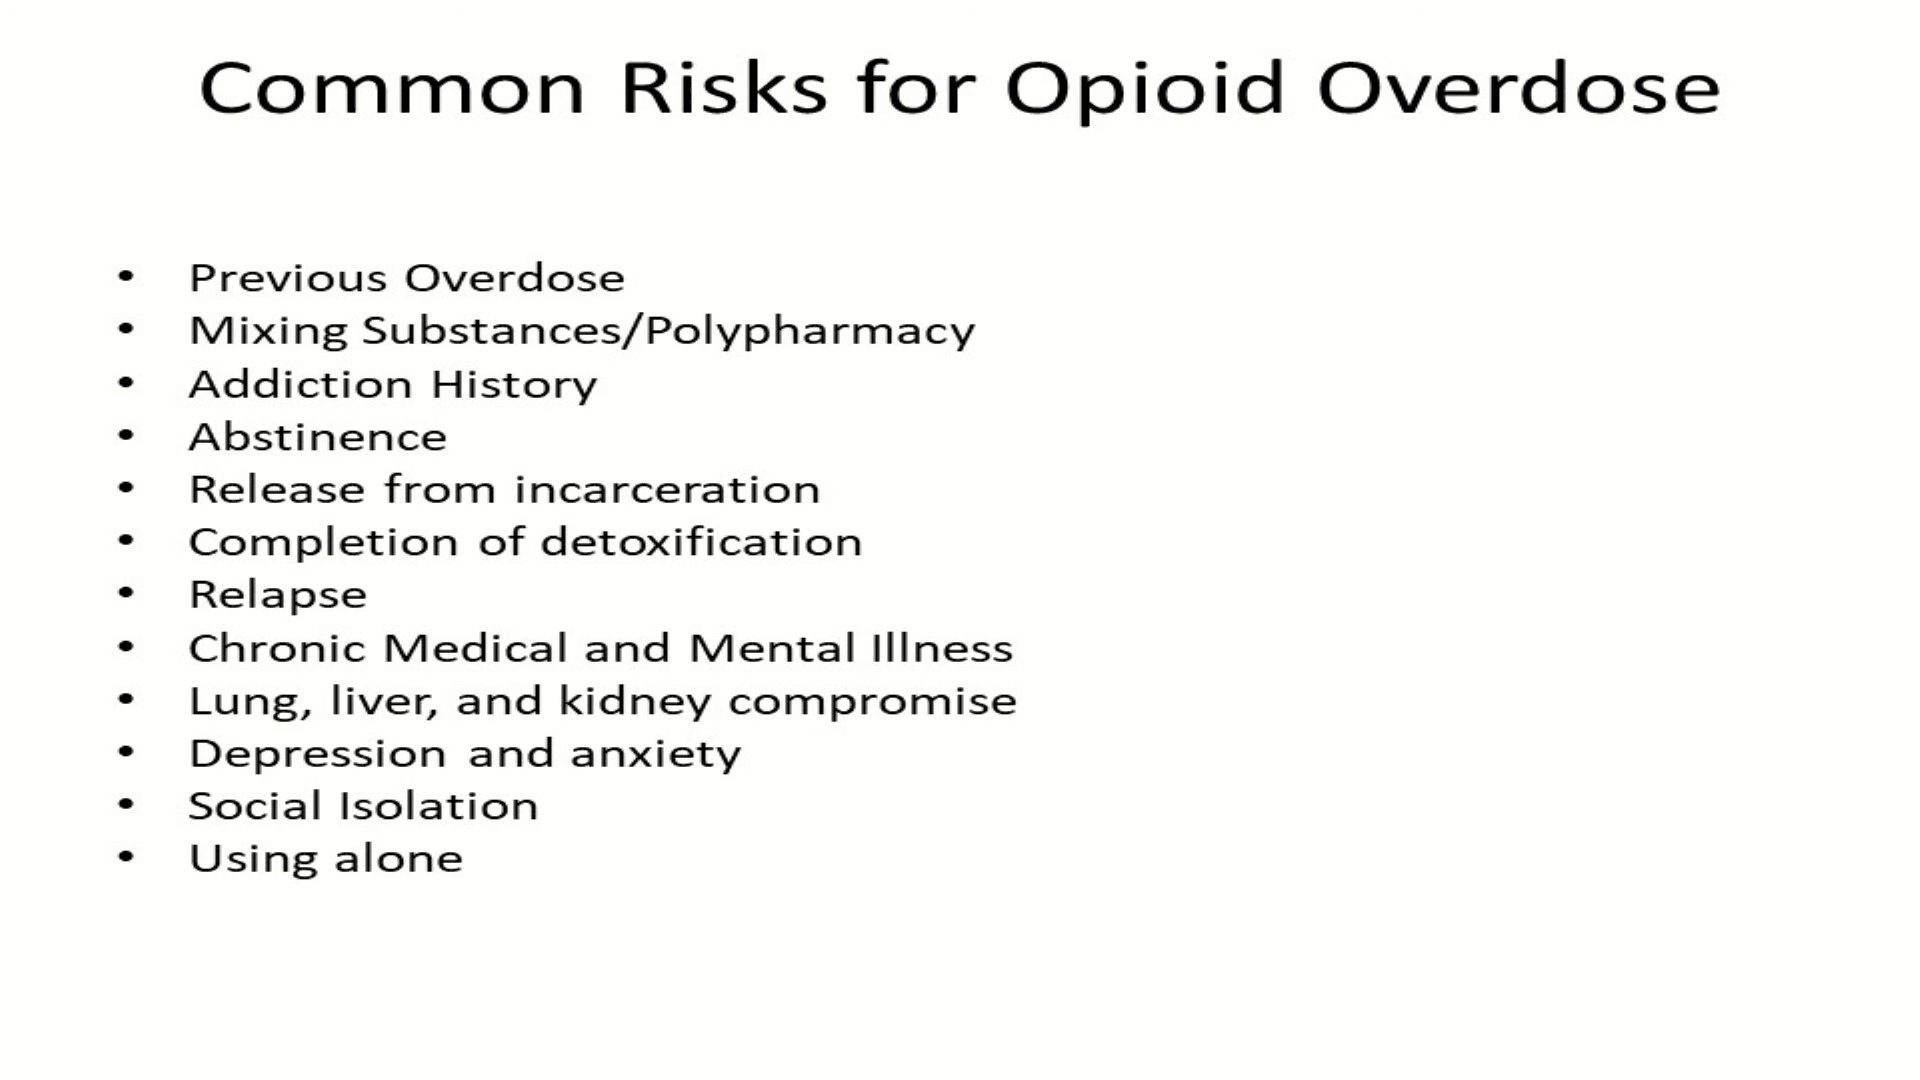 Common Risks for Opioid Overdose
• Previous Overdose
• Mixing Substances/Polypharmacy
• Addiction History
• Abstinence
• Release from incarceration
• Completion of detoxification
• Relapse
• Chronic Medical and Mental Illness
• Lung, liver, and kidney compromise
• Depression and anxiety
• Social Isolation
• Using alone